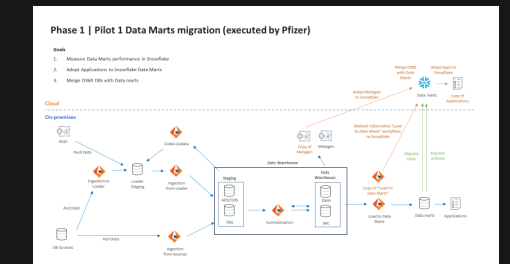 Phase 1 | Pilot 1 Data Marts migration (executed by Pfizer)
Goals
1. Measure Data Marts performance in Snowflake
2. Adopt Applications to Snowflake Data Marts
3. Merge O360 DBs with Data marts
Merge O360
with Data
Marts
Adopt Apps to
Snowflake
Data marts
Copy of
Applications
Adopt Metagen
to Snowflake
Cloud
On-premises
Apps
Push Data
Codes Update
Copy of
Metagen
Metagen
Redirect Informatica "Load
to Data Marts" workflows
to Snowflake
Ingestion to
Loader
Loader
Staging
Ingestion
from Loader
Data Warehouse
Staging
Data
Warehouse
Summarization
Copy of "Load to
Data Marts"
Migrate
Data
Migrate
schema
Load to Data
Marts
Data marts
Applications
Pull Data
DB Sources
Pull Data
Ingestion
from Sources